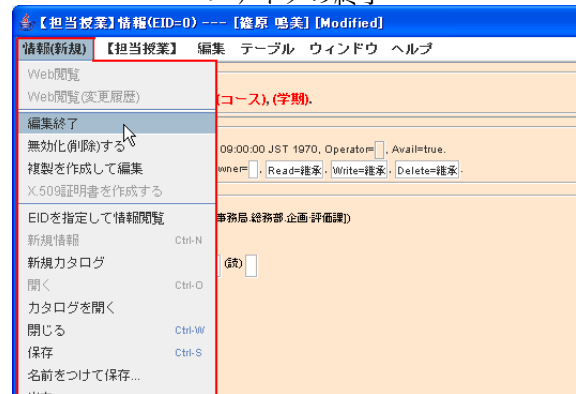 【担当授業】情報(EID=0) --- [篠原 鳴美] [Modified]
情報(新規) 【担当授業】 編集 テーブル ウィンドウ ヘルプ
Web閲覧
Web閲覧(変更履歴)
(コース), (学期).
編集終了
無効化(削除)する
09:00:00 JST 1970, Operator= , Avail=true.
複製を作成して編集
wner= , Read=継承, Write=継承, Delete=継承.
X.509証明書を作成する
EIDを指定して情報閲覧
事務局.総務部.企画・評価課])
新規情報 Ctrl-N
新規カタログ
(読)
開く Ctrl-O
カタログを開く
閉じる Ctrl-W
保存 Ctrl-S
名前をつけて保存...